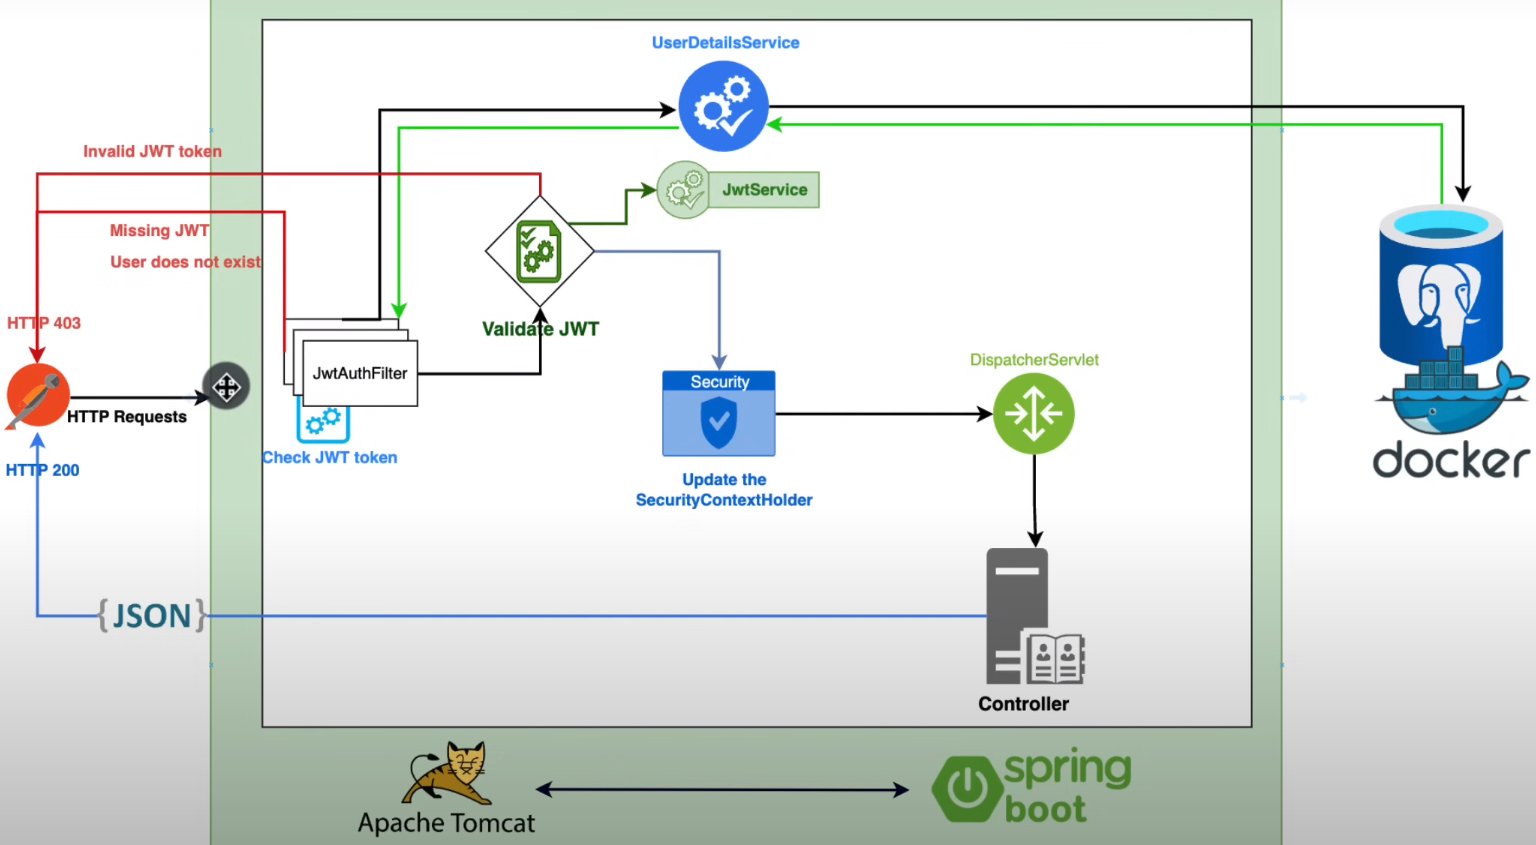 UserDetailsService
Invalid JWT token
JwtService
Missing JWT
User does not exist
HTTP 403
Validate JWT
DispatcherServlet
JwtAuthFilter
Security
HTTP Requests
Check JWT token
HTTP 200
docker
Update the
SecurityContextHolder
{JSON}
Controller
spring
boot
Apache Tomcat